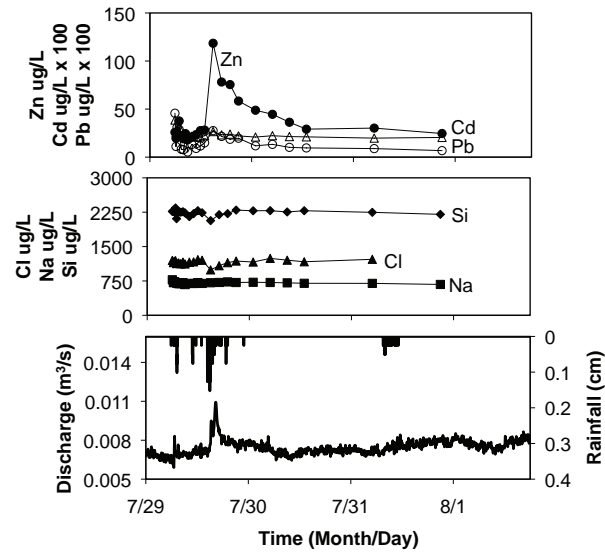 Zn ug/L
Cd ug/L x 100
Pb ug/L x 100
150
100
50
0
Zn
Cd
Pb
Cl ug/L
Na ug/L
Si ug/L
3000
2250
1500
750
0
Si
Cl
Na
Discharge (m³/s)
0.014
0.011
0.008
0.005
0
0.1
0.2
0.3
0.4
Rainfall (cm)
7/29 7/30 7/31 8/1
Time (Month/Day)